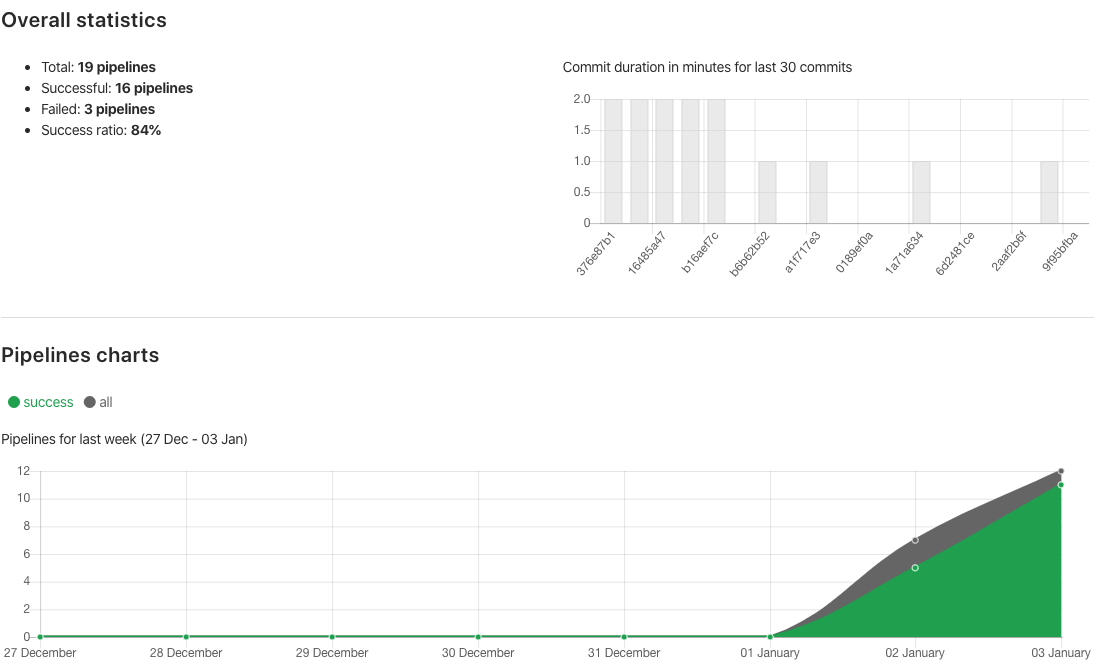 Overall statistics
Total: 19 pipelines
Successful: 16 pipelines
Failed: 3 pipelines
Success ratio: 84%
Commit duration in minutes for last 30 commits
2.0
1.5
1.0
0.5
0
376e87b1 16485a47 b16aef7c b6b62b52 a1f717e3 0189ef0a 1a71a634 6d2481ce 2aaf2b6f 9f95bfba
Pipelines charts
success all
Pipelines for last week (27 Dec - 03 Jan)
12
10
8
6
4
2
0
27 December 28 December 29 December 30 December 31 December 01 January 02 January 03 January